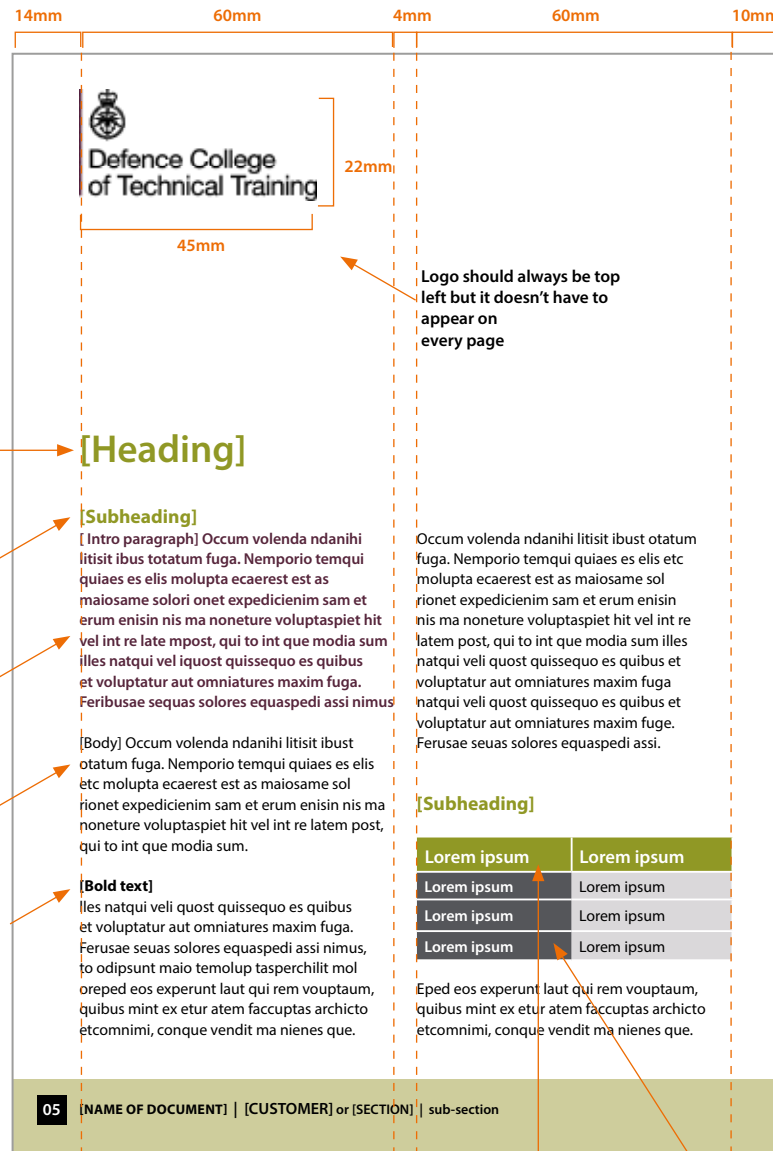 14mm
60mm
4mm
60mm
10mm
Defence College
of Technical Training
22mm
45mm
Logo should always be top
left but it doesn’t have to
appear on
every page
[Heading]
[Subheading]
[ Intro paragraph] Occum volenda ndanihi
litisit ibus totatum fuga. Nemporio temqui
quiaes es elis molupta ecaerest est as
maiosame solori onet expedicienim sam et
erum enisin nis ma noneture voluptaspiet hit
vel int re late mpost, qui to int que modia sum
illes natqui vel iquost quissequo es quibus
et voluptatur aut omniatures maxim fuga.
Feribusae sequas solores equaspedi assi nimus
[Body] Occum volenda ndanihi litisit ibust
otatum fuga. Nemporio temqui quiaes es elis
etc molupta ecaerest est as maiosame sol
rionet expedicienim sam et erum enisin nis ma
noneture voluptaspiet hit vel int re latem post,
qui to int que modia sum.
[Bold text]
Iles natqui veli quost quissequo es quibus
et voluptatur aut omniatures maxim fuga.
Ferusae seuas solores equaspedi assi nimus,
to odipsunt maio temolup tasperchilit mol
oreped eos experunt laut qui rem vouptaum,
quibus mint ex etur atem faccuptas archicto
etcomnimi, conque vendit ma nienes que.
Occum volenda ndanihi litisit ibust otatum
fuga. Nemporio temqui quiaes es elis etc
molupta ecaerest est as maiosame sol
rionet expedicienim sam et erum enisin
nis ma noneture voluptaspiet hit vel int re
latem post, qui to int que modia sum illes
natqui veli quost quissequo es quibus et
voluptatur aut omniatures maxim fuga
natqui veli quost quissequo es quibus et
voluptatur aut omniatures maxim fuge.
Ferusae seuas solores equaspedi assi.
[Subheading]
Lorem ipsum Lorem ipsum
Lorem ipsum Lorem ipsum
Lorem ipsum Lorem ipsum
Lorem ipsum Lorem ipsum
Eped eos experunt laut qui rem vouptaum,
quibus mint ex etur atem faccuptas archicto
etcomnimi, conque vendit ma nienes que.
05 [NAME OF DOCUMENT] | [CUSTOMER] or [SECTION] | sub-section